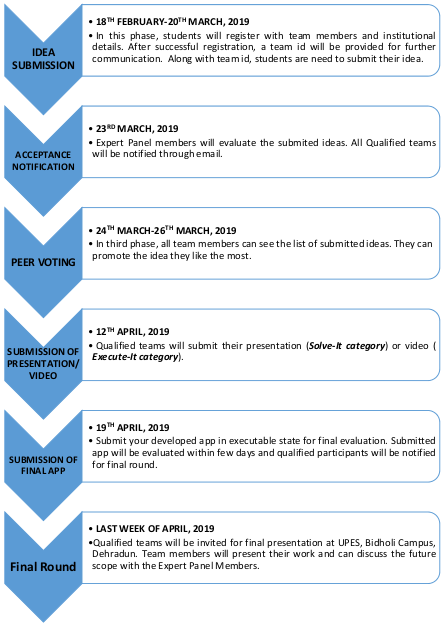 IDEA
SUBMISSION
• 18TH FEBRUARY-20TH MARCH, 2019
• In this phase, students will register with team members and institutional
details. After successful registration, a team id will be provided for further
communication. Along with team id, students are need to submit their idea.
ACCEPTANCE
NOTIFICATION
• 23RD MARCH, 2019
• Expert Panel members will evaluate the submited ideas. All Qualified teams
will be notified through email.
PEER VOTING
• 24TH MARCH-26TH MARCH, 2019
• In third phase, all team members can see the list of submitted ideas. They can
promote the idea they like the most.
SUBMISSION OF
PRESENTATION/
VIDEO
• 12TH APRIL, 2019
• Qualified teams will submit their presentation (Solve-It category) or video (
Execute-It category).
SUBMISSION OF
FINAL APP
• 19TH APRIL, 2019
• Submit your developed app in executable state for final evaluation. Submitted
app will be evaluated within few days and qualified participants will be notified
for final round.
Final Round
• LAST WEEK OF APRIL, 2019
•Qualified teams will be invited for final presentation at UPES, Bidholi Campus,
Dehradun. Team members will present their work and can discuss the future
scope with the Expert Panel Members.